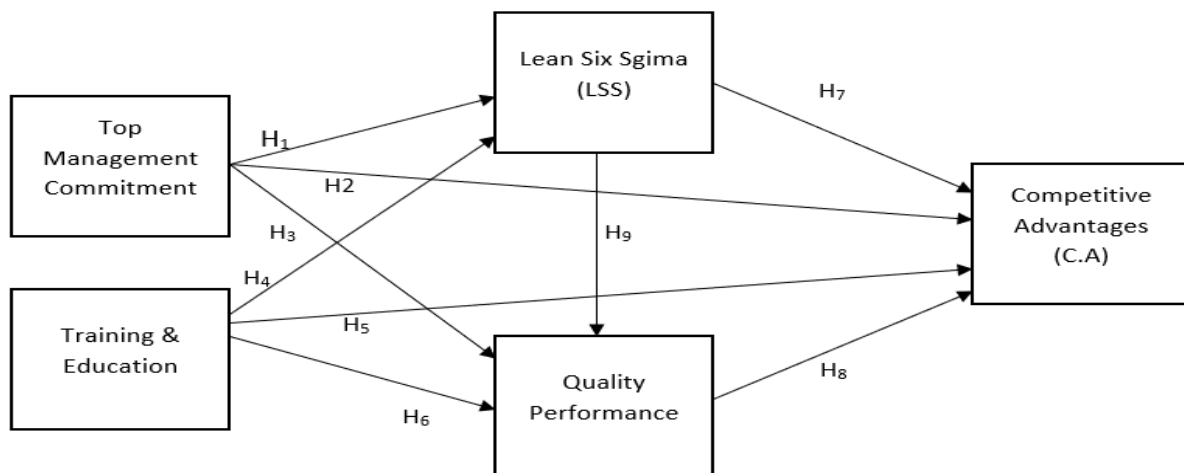 Lean Six Sgima
(LSS)
H7
Top
Management
Commitment
H₁
H2
Competitive
Advantages
(C.A)
H₃
H₉
H₄
Training &
Education
H₅
Quality
Performance
H₈
H₆